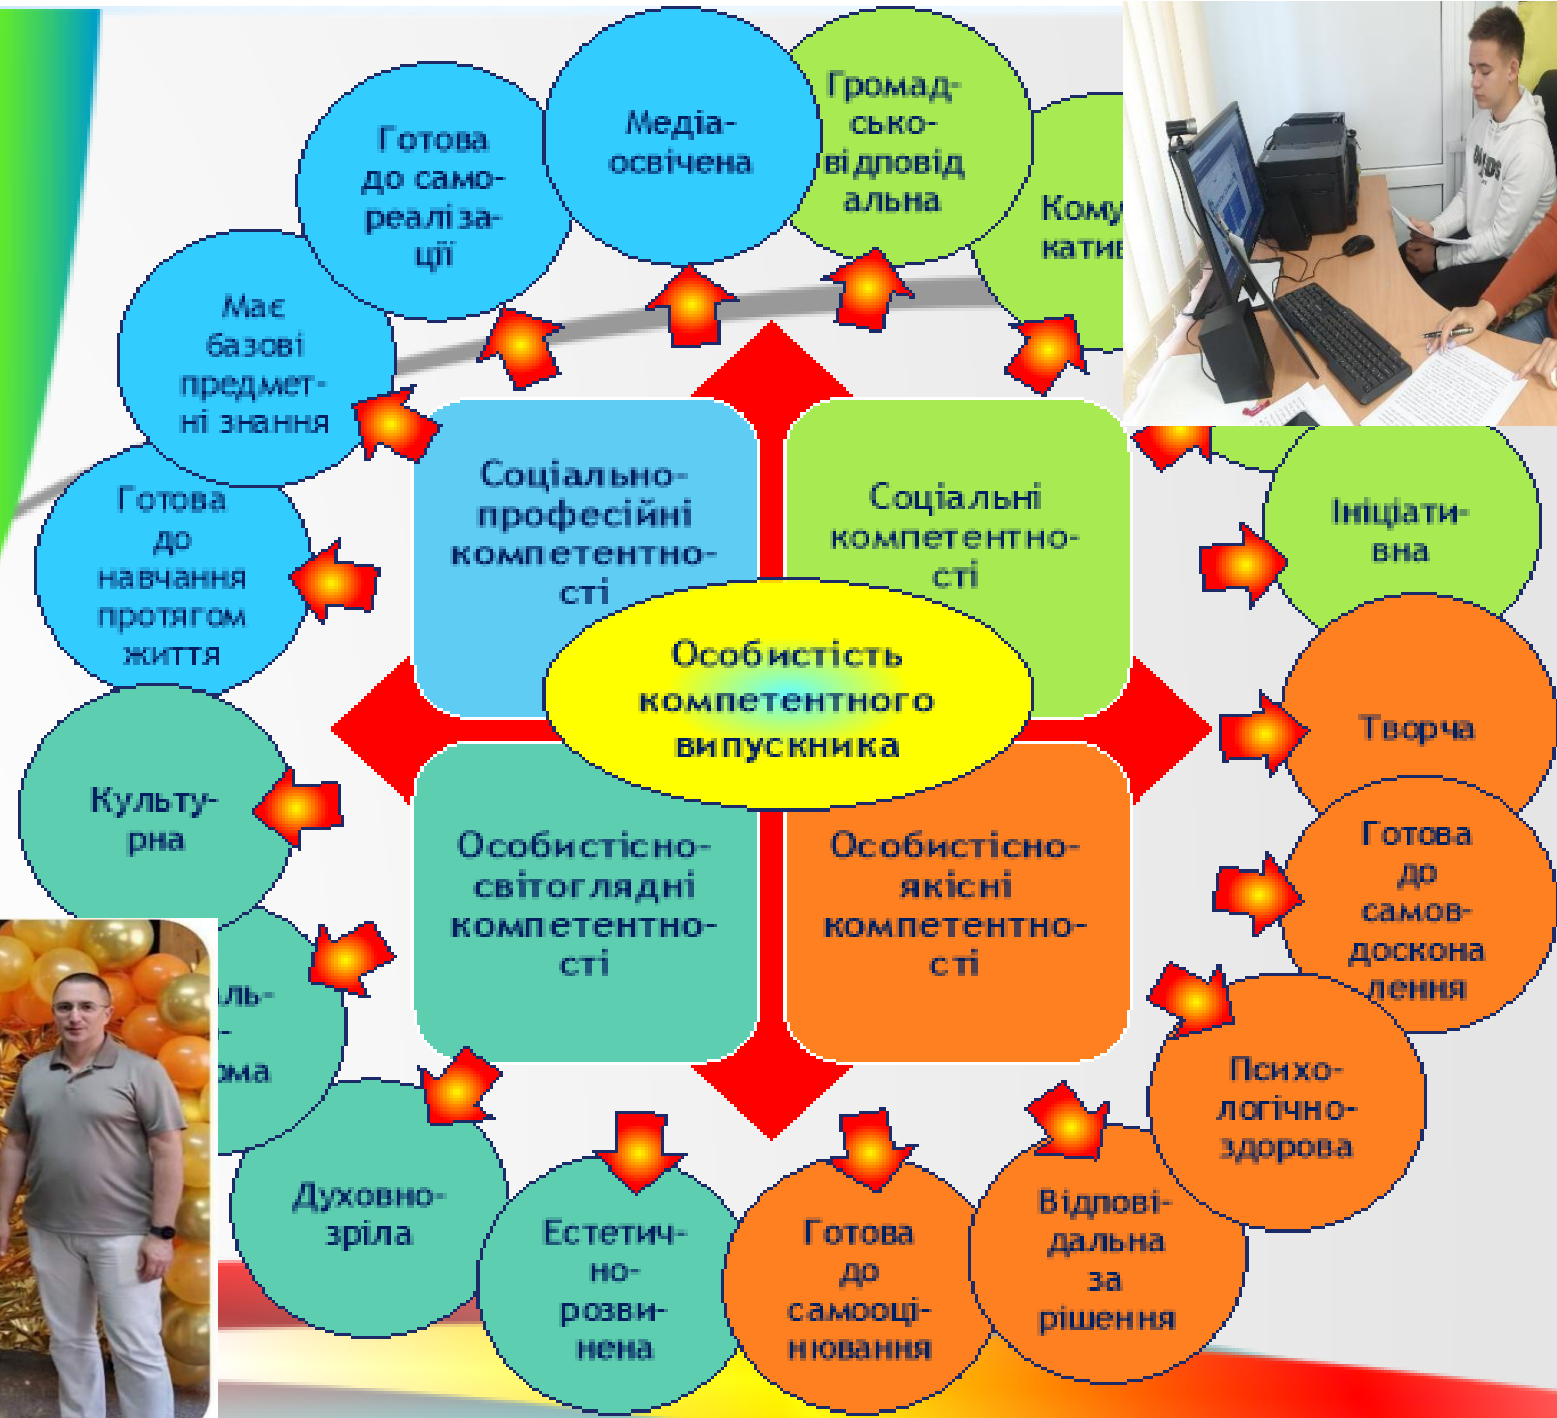 Медіа-
освічена
Громад-
сько-
відповід
альна
Готова
до само-
реаліза-
ції
Має
базові
предмет-
ні знання
Готова
до
навчання
протягом
життя
Соціально-
професійні
компетентно-
сті
Соціальні
компетентно-
сті
Ініціати-
вна
Особистість
компетентного
випускника
Творча
Культу-
рна
Особистісно-
світоглядні
компетентно-
сті
Особистісно-
якісні
компетентно-
сті
Готова
до
самов-
доскона
лення
Психо-
логічно-
здорова
Духовно-
зріла
Естетич-
но-
розви-
нена
Готова
до
самооці-
нювання
Відпові-
дальна
за
рішення